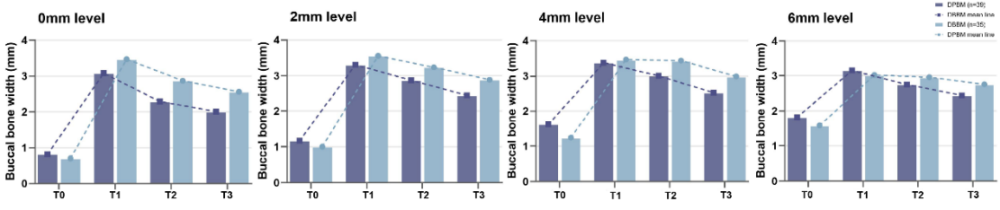 0mm level
Buccal bone width (mm)
4
3
2
1
0
T0 T1 T2 T3
2mm level
Buccal bone width (mm)
4
3
2
1
0
T0 T1 T2 T3
4mm level
Buccal bone width (mm)
4
3
2
1
0
T0 T1 T2 T3
6mm level
Buccal bone width (mm)
4
3
2
1
0
T0 T1 T2 T3
DPBM (n=39)
DBBM mean line
DBBM (n=35)
DPBM mean line